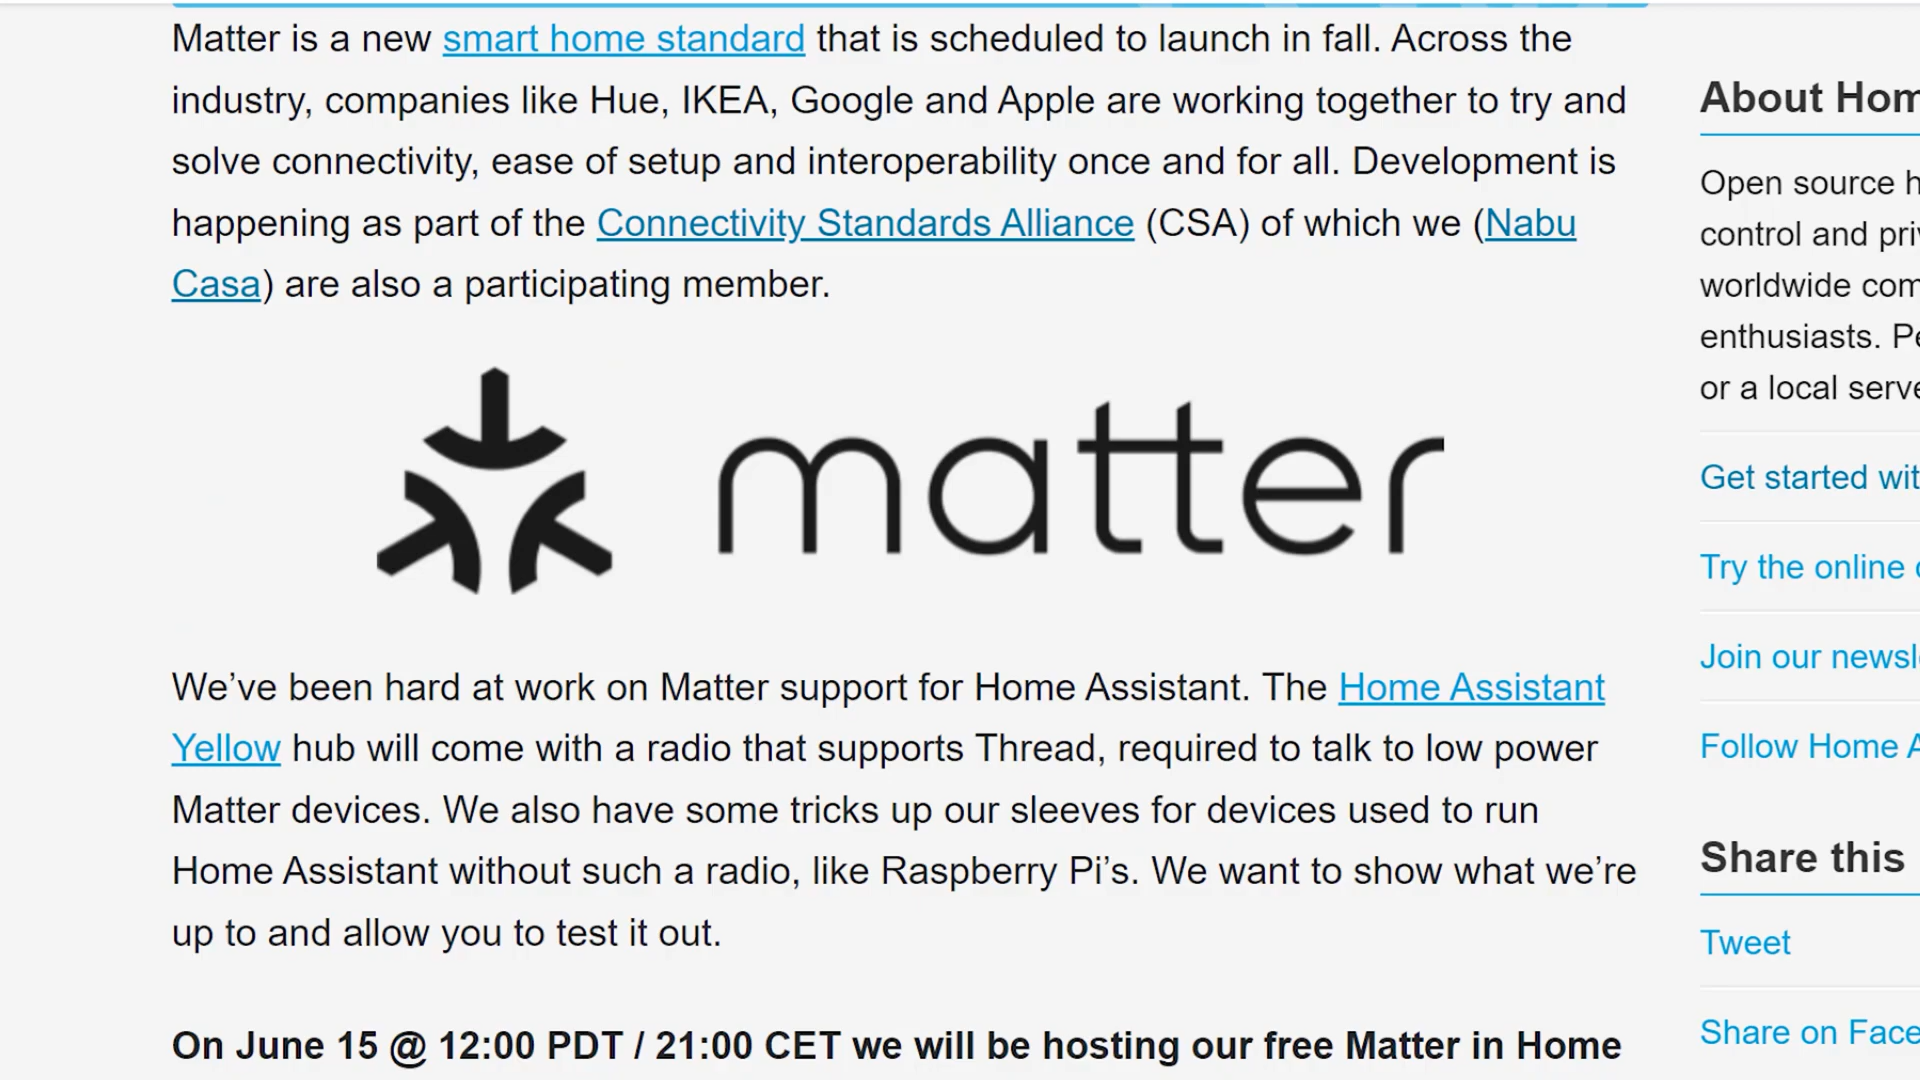 Matter is a new smart home standard that is scheduled to launch in fall. Across the
industry, companies like Hue, IKEA, Google and Apple are working together to try and
solve connectivity, ease of setup and interoperability once and for all. Development is
happening as part of the Connectivity Standards Alliance (CSA) of which we (Nabu
Casa) are also a participating member.
matter
We’ve been hard at work on Matter support for Home Assistant. The Home Assistant
Yellow hub will come with a radio that supports Thread, required to talk to low power
Matter devices. We also have some tricks up our sleeves for devices used to run
Home Assistant without such a radio, like Raspberry Pi’s. We want to show what we’re
up to and allow you to test it out.
On June 15 @ 12:00 PDT / 21:00 CET we will be hosting our free Matter in Home
About
Open source
control and
worldwide
enthusiasts.
or a local
Get started
Try the online
Join our
Follow Home
Share this
Tweet
Share on